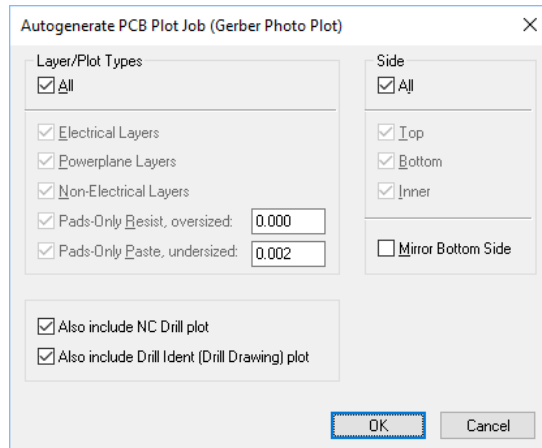 Autogenerate PCB Plot Job (Gerber Photo Plot)
Layer/Plot Types
All
Electrical Layers
Powerplane Layers
Non-Electrical Layers
Pads-Only Resist, oversized: 0.000
Pads-Only Paste, undersized: 0.002
Side
All
Top
Bottom
Inner
Mirror Bottom Side
Also include NC Drill plot
Also include Drill Ident (Drill Drawing) plot
OK Cancel